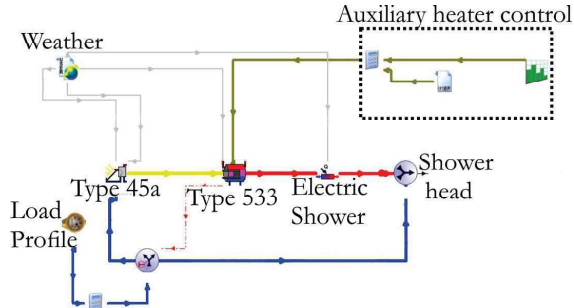 Auxiliary heater control
Weather
Type 45a
Type 533
Electric
Shower
Shower
head
Load
Profile